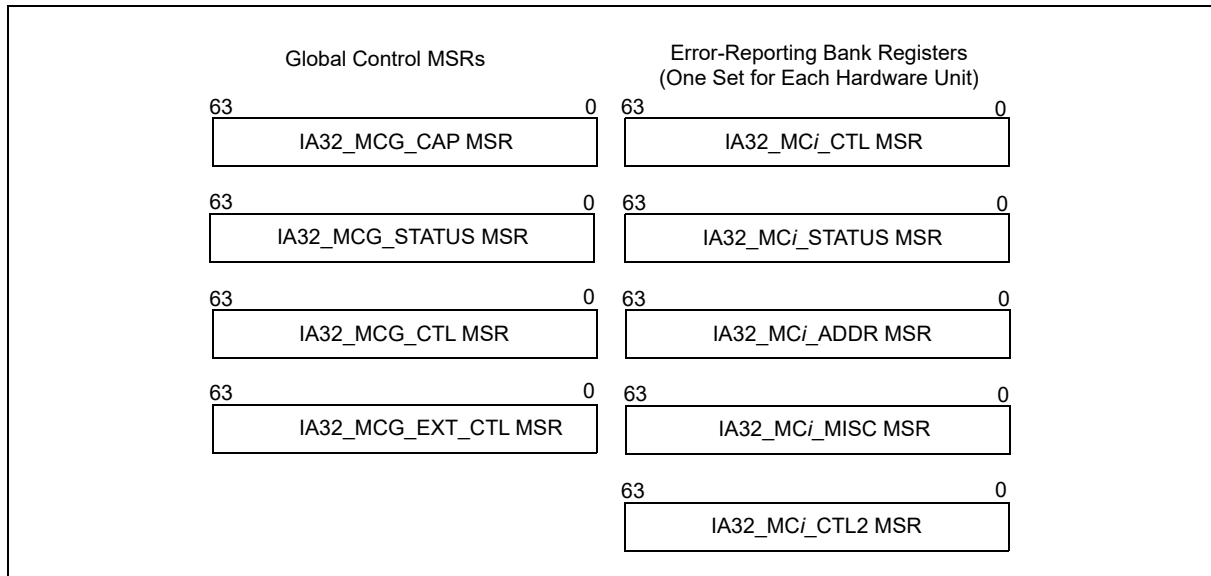 Global Control MSRs
63 0
IA32_MCG_CAP MSR
63 0
IA32_MCG_STATUS MSR
63 0
IA32_MCG_CTL MSR
63 0
IA32_MCG_EXT_CTL MSR
Error-Reporting Bank Registers
(One Set for Each Hardware Unit)
63 0
IA32_MCi_CTL MSR
63 0
IA32_MCi_STATUS MSR
63 0
IA32_MCi_ADDR MSR
63 0
IA32_MCi_MISC MSR
63 0
IA32_MCi_CTL2 MSR